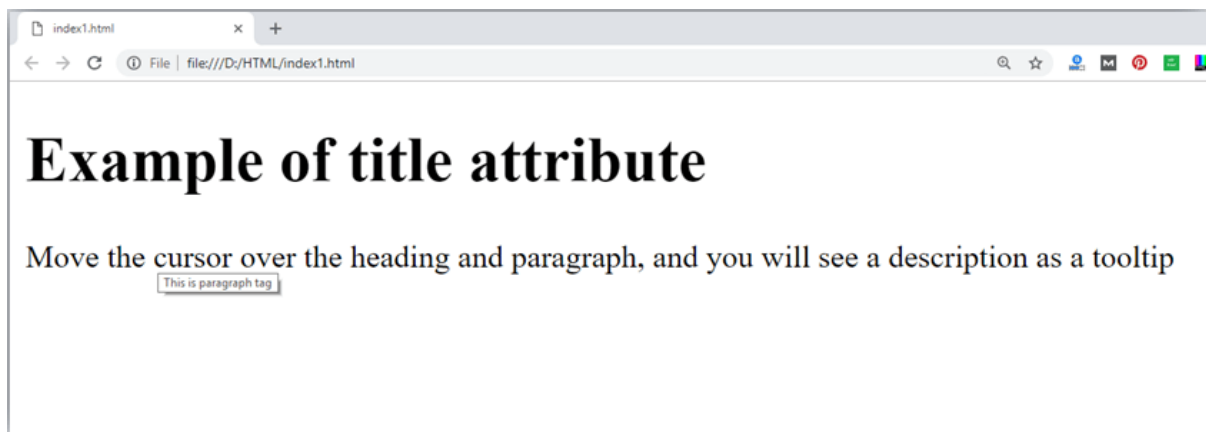 index1.html
File | file:///D:/HTML/index1.html
Example of title attribute
Move the cursor over the heading and paragraph, and you will see a description as a tooltip
This is paragraph tag